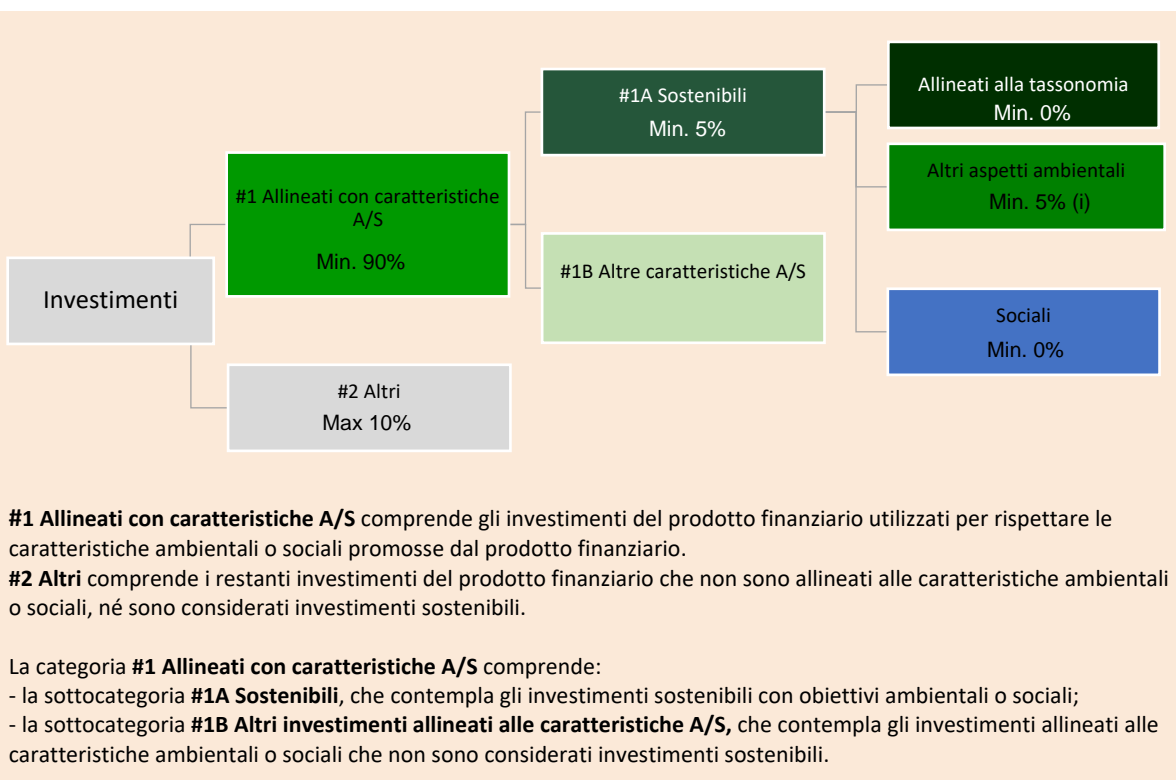 Investimenti
#1 Allineati con caratteristiche
A/S
Min. 90%
#2 Altri
Max 10%
#1A Sostenibili
Min. 5%
#1B Altre caratteristiche A/S
Allineati alla tassonomia
Min. 0%
Altri aspetti ambientali
Min. 5% (i)
Sociali
Min. 0%
#1 Allineati con caratteristiche A/S comprende gli investimenti del prodotto finanziario utilizzati per rispettare le
caratteristiche ambientali o sociali promosse dal prodotto finanziario.
#2 Altri comprende i restanti investimenti del prodotto finanziario che non sono allineati alle caratteristiche ambientali
o sociali, né sono considerati investimenti sostenibili.
La categoria #1 Allineati con caratteristiche A/S comprende:
- la sottocategoria #1A Sostenibili, che contempla gli investimenti sostenibili con obiettivi ambientali o sociali;
- la sottocategoria #1B Altri investimenti allineati alle caratteristiche A/S, che contempla gli investimenti allineati alle
caratteristiche ambientali o sociali che non sono considerati investimenti sostenibili.